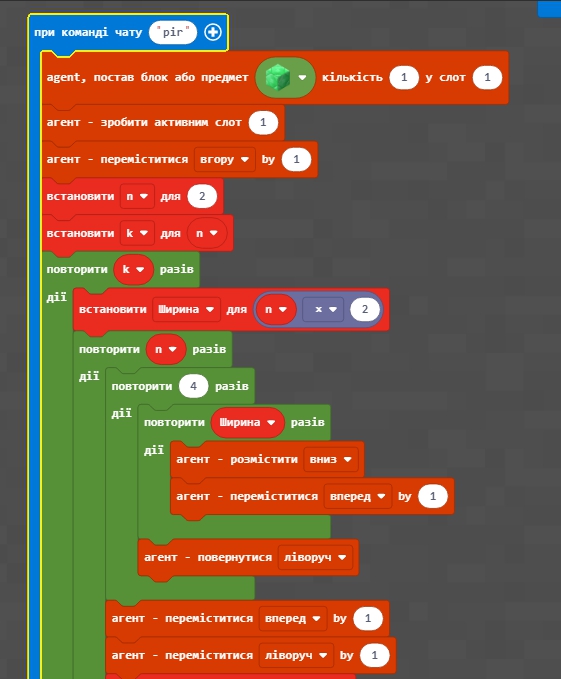 при команді чату "pir"
agent, постав блок або предмет кількість 1 у слот 1
агент - зробити активним слот 1
агент - переміститися вгору by 1
встановити n для 2
встановити k для n
повторити k разів
дії
встановити Ширина для n × 2
повторити n разів
дії
повторити 4 разів
дії
повторити Ширина разів
дії
агент - розмістити вниз
агент - переміститися вперед by 1
агент - повернутися ліворуч
агент - переміститися вперед by 1
агент - переміститися ліворуч by 1